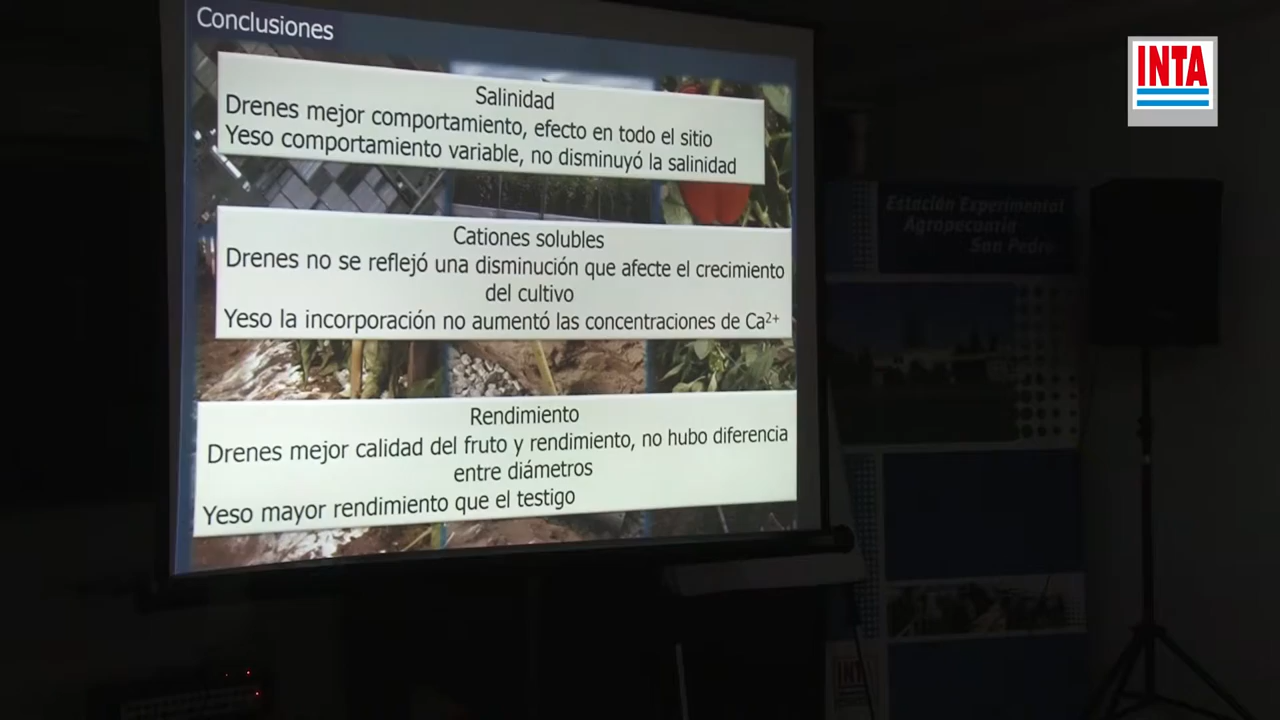 Conclusiones
INTA
Salinidad
Drenes mejor comportamiento, efecto en todo el sitio
Yeso comportamiento variable, no disminuyó la salinidad
Cationes solubles
Drenes no se reflejó una disminución que afecte el crecimiento
del cultivo
Yeso la incorporación no aumentó las concentraciones de Ca²⁺
Rendimiento
Drenes mejor calidad del fruto y rendimiento, no hubo diferencia
entre diámetros
Yeso mayor rendimiento que el testigo
Estación Experimental
Agropecuaria
San Pedro
INTA